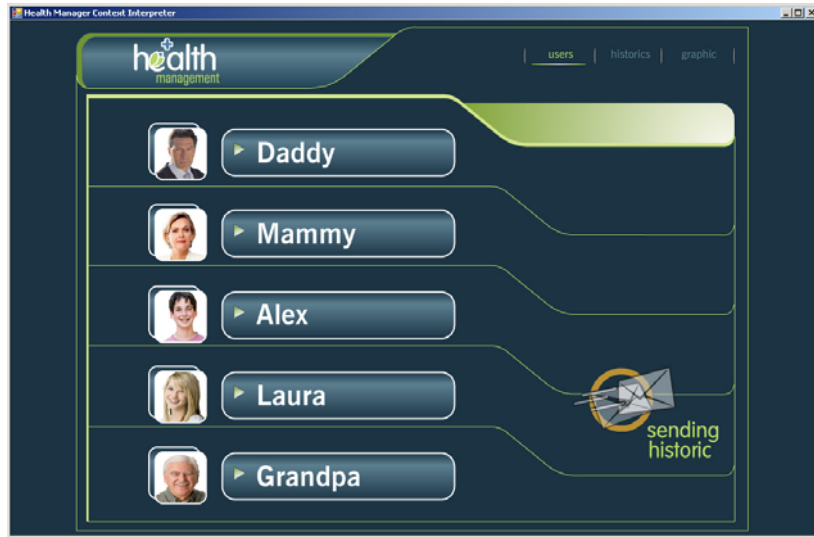 Health Manager Context Interpreter
health
management
users
historics
graphic
Daddy
Mammy
Alex
Laura
Grandpa
sending
historic